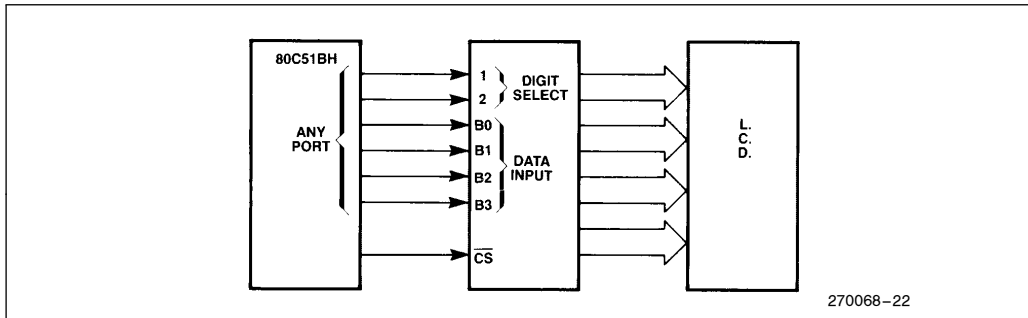 80C51BH
ANY
PORT
1
2
B0
B1
B2
B3
CS
DIGIT
SELECT
DATA
INPUT
L.
C.
D.
270068–22